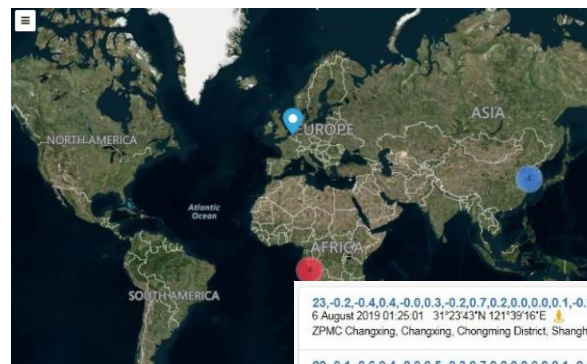 NORTH AMERICA
EUROPE
ASIA
Atlantic
Ocean
AFRICA
SOUTH AMERICA
23,-0.2,-0.4,0.4,-0.0,0.3,-0.2,0.7,0.2,0.0,0.0,0.1,-0.
6 August 2019 01:25:01 31°23'43"N 121°39'16"E
ZPMC Changxing, Changxing, Chongming District, Shangh